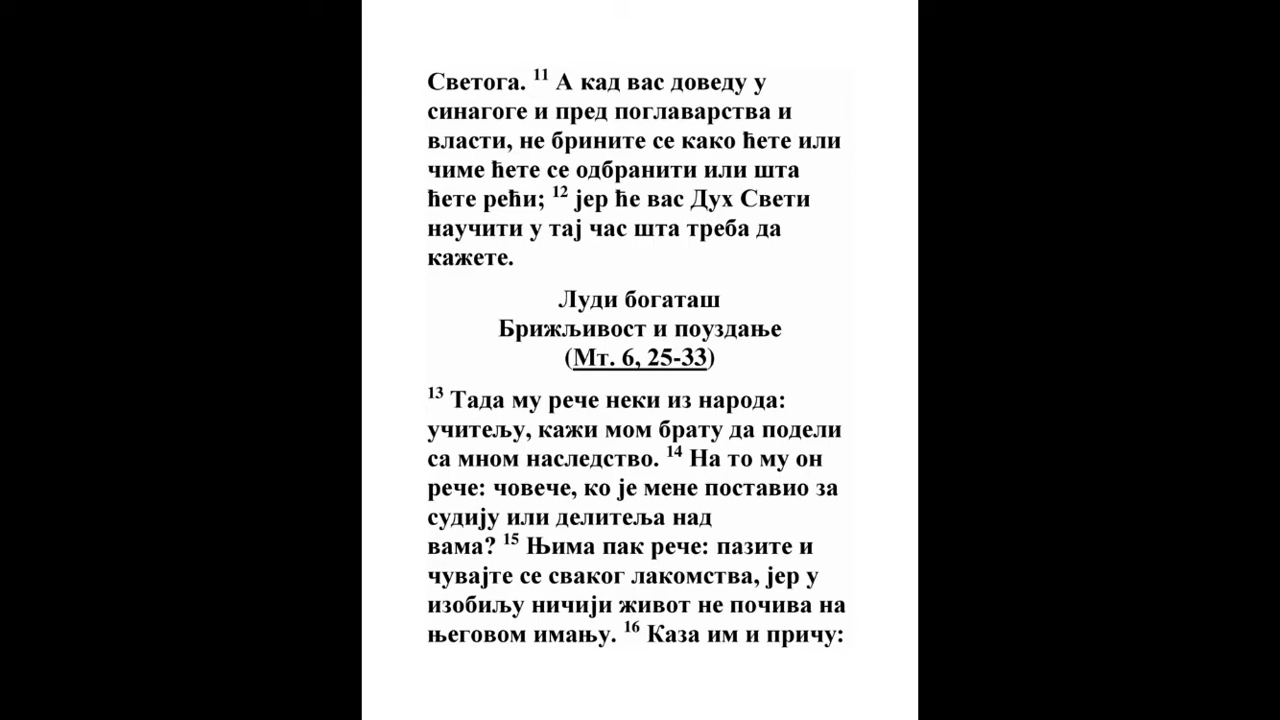 Светога. 11 А кад вас доведу у
синагоге и пред поглаварства и
власти, не брините се како ћете или
чиме ћете се одбранити или шта
ћете рећи; 12 јер ће вас Дух Свети
научити у тај час шта треба да
кажете.
Луди богаташ
Брижљивост и поуздање
(Мт. 6, 25-33)
13 Тада му рече неки из народа:
учитељу, кажи мом брату да подели
са мном наследство. 14 На то му он
рече: човече, ко је мене поставио за
судију или делитеља над
вама? 15 Њима пак рече: пазите и
чувајте се сваког лакомства, јер у
изобиљу ничији живот не почива на
његовом имању. 16 Каза им и причу: